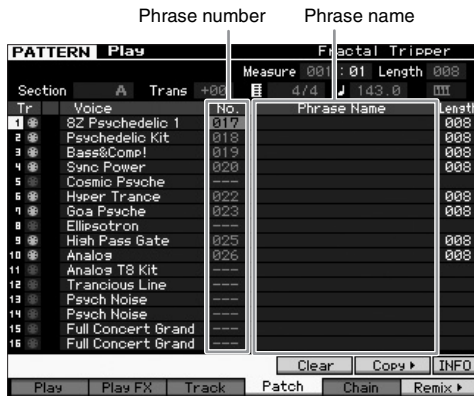 Phrase number Phrase name
PATTERN Play Fractal Tripper
Measure 001 : 01 Length 008
Section A Trans +00 4/4 ♩ 143.0
Tr Voice No. Phrase Name Lengt
1 8Z Psychedelic 1 017 008
2 Psychedelic Kit 018 008
3 Bass&Comp! 019 008
4 Sync Power 020 008
5 Cosmic Psyche ---
6 Hyper Trance 022 008
7 Goa Psyche 023 008
8 Ellipsotron ---
9 High Pass Gate 025 008
10 Analog 026 008
11 Analog T8 Kit ---
12 Trancious Line ---
13 Psych Noise ---
14 Psych Noise ---
15 Full Concert Grand ---
16 Full Concert Grand ---
Clear Copy INFO
Play Play FX Track Patch Chain Remix